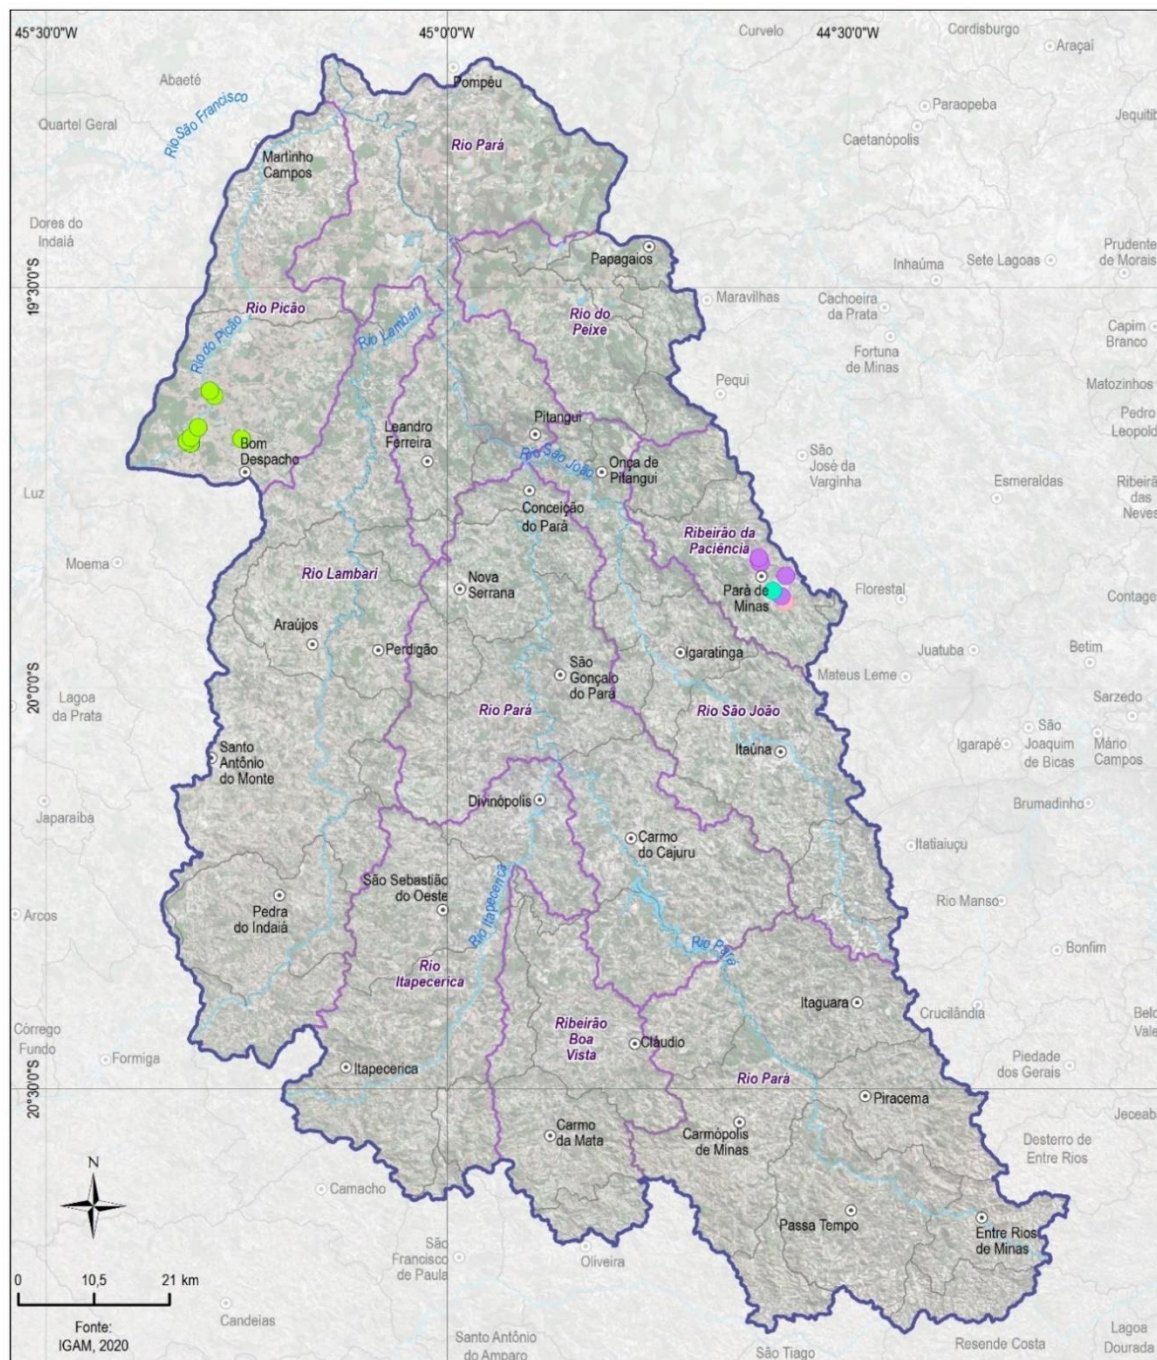 45°30'0"W
45°0'0"W
44°30'0"W
Curvelo
Cordisburgo
Araçaí
Abaeté
Pompéu
Rio São Francisco
Paraopeba
Quartel Geral
Caetanópolis
Jequitib
Rio Pará
Martinho
Campos
Dores do
Indaiá
Papagaios
Inhaúma
Sete Lagoas
Prudente
de Morais
19°30'0"S
Maravilhas
Cachoeira
da Prata
Rio Picão
Rio do
Peixe
Rio do Picão
Rio Lambari
Capim
Branco
Fortuna
de Minas
Pequi
Matozinhos
Pitangui
Leandro
Ferreira
Pedro
Leopold
Bom
Despacho
Rio São João
Onça de
Pitangui
São
José da
Varginha
Luz
Esmeraldas
Ribeirã
das
Neves
Conceição
do Pará
Ribeirão da
Paciência
Moema
Rio Lambari
Nova
Serrana
Pará de
Minas
Florestal
Contage
Araújos
Perdigão
Igaratinga
Juatuba
Betim
São
Gonçalo
do Pará
Mateus Leme
20°0'0"S
Lagoa
da Prata
Rio Pará
Rio São João
Sarzedo
Santo
Antônio
do Monte
Itaúna
Igarapé
São
Joaquim
de Bicas
Mário
Campos
Divinópolis
Brumadinho
Japaraíba
Carmo
do Cajuru
Itatiaiuçu
São Sebastião
do Oeste
Rio Itapecerica
Rio Manso
Arcos
Pedra
do Indaiá
Rio Pará
Bonfim
Rio
Itapecerica
Itaguara
Crucilândia
Belo
Vale
Córrego
Fundo
Ribeirão
Boa
Vista
Cláudio
Formiga
Itapecerica
Piedade
dos Gerais
Rio Pará
20°30'0"S
Piracema
Jeceab
Carmo
da Mata
Carmópolis
de Minas
Desterro de
Entre Rios
N
Camacho
Passa Tempo
Entre Rios
de Minas
São
Francisco
de Paula
Oliveira
0 10,5 21 km
Fonte:
IGAM, 2020
Candeias
Santo Antônio
do Amparo
São Tiago
Resende Costa
Lagoa
Dourada